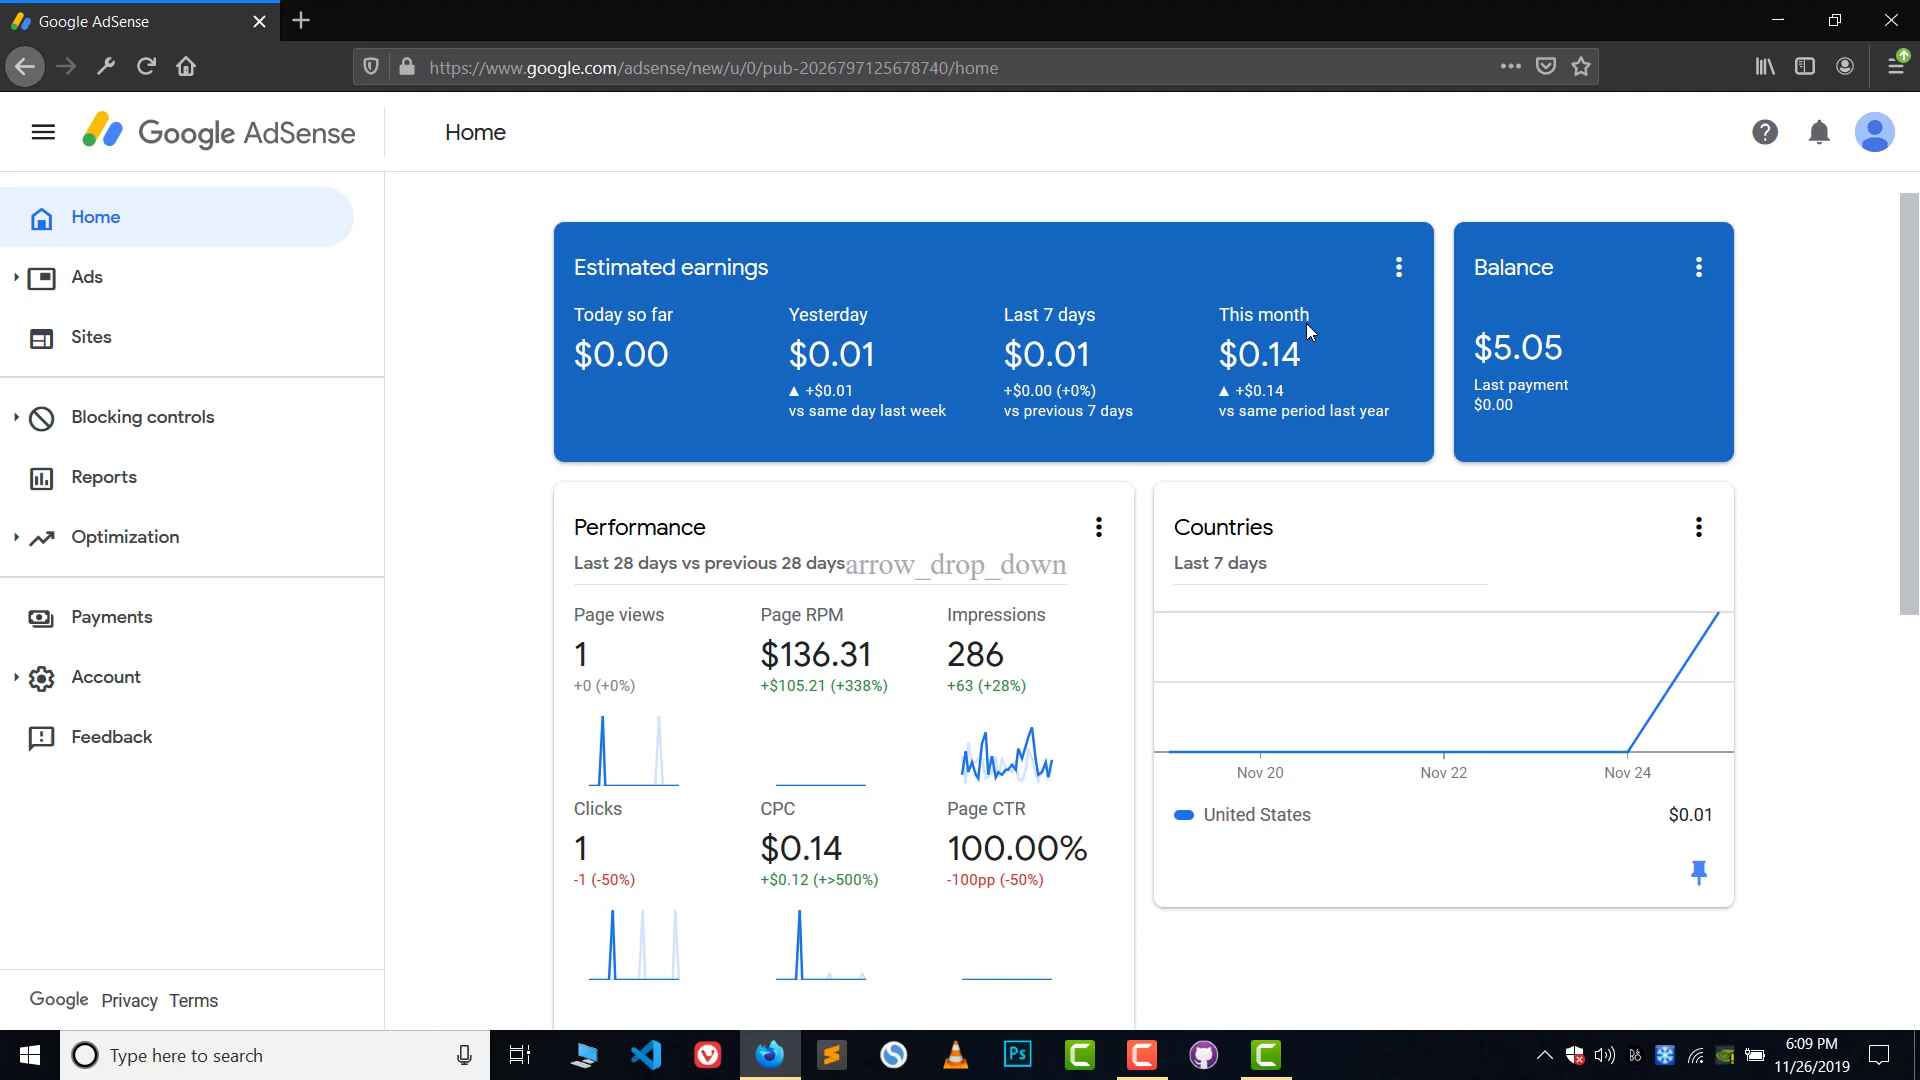 Google AdSense
https://www.google.com/adsense/new/u/0/pub-2026797125678740/home
Google AdSense
Home
Home
Ads
Sites
Blocking controls
Reports
Optimization
Payments
Account
Feedback
Google Privacy Terms
Estimated earnings
Today so far
$0.00
Yesterday
$0.01
+$0.01
vs same day last week
Last 7 days
$0.01
+$0.00 (+0%)
vs previous 7 days
This month
$0.14
+$0.14
vs same period last year
Balance
$5.05
Last payment
$0.00
Performance
Last 28 days vs previous 28 daysarrow_drop_down
Page views
1
+0 (+0%)
Page RPM
$136.31
+$105.21 (+338%)
Impressions
286
+63 (+28%)
Clicks
1
-1 (-50%)
CPC
$0.14
+$0.12 (+>500%)
Page CTR
100.00%
-100pp (-50%)
Countries
Last 7 days
Nov 20
Nov 22
Nov 24
United States
$0.01
Type here to search
Ps
6:09 PM
11/26/2019